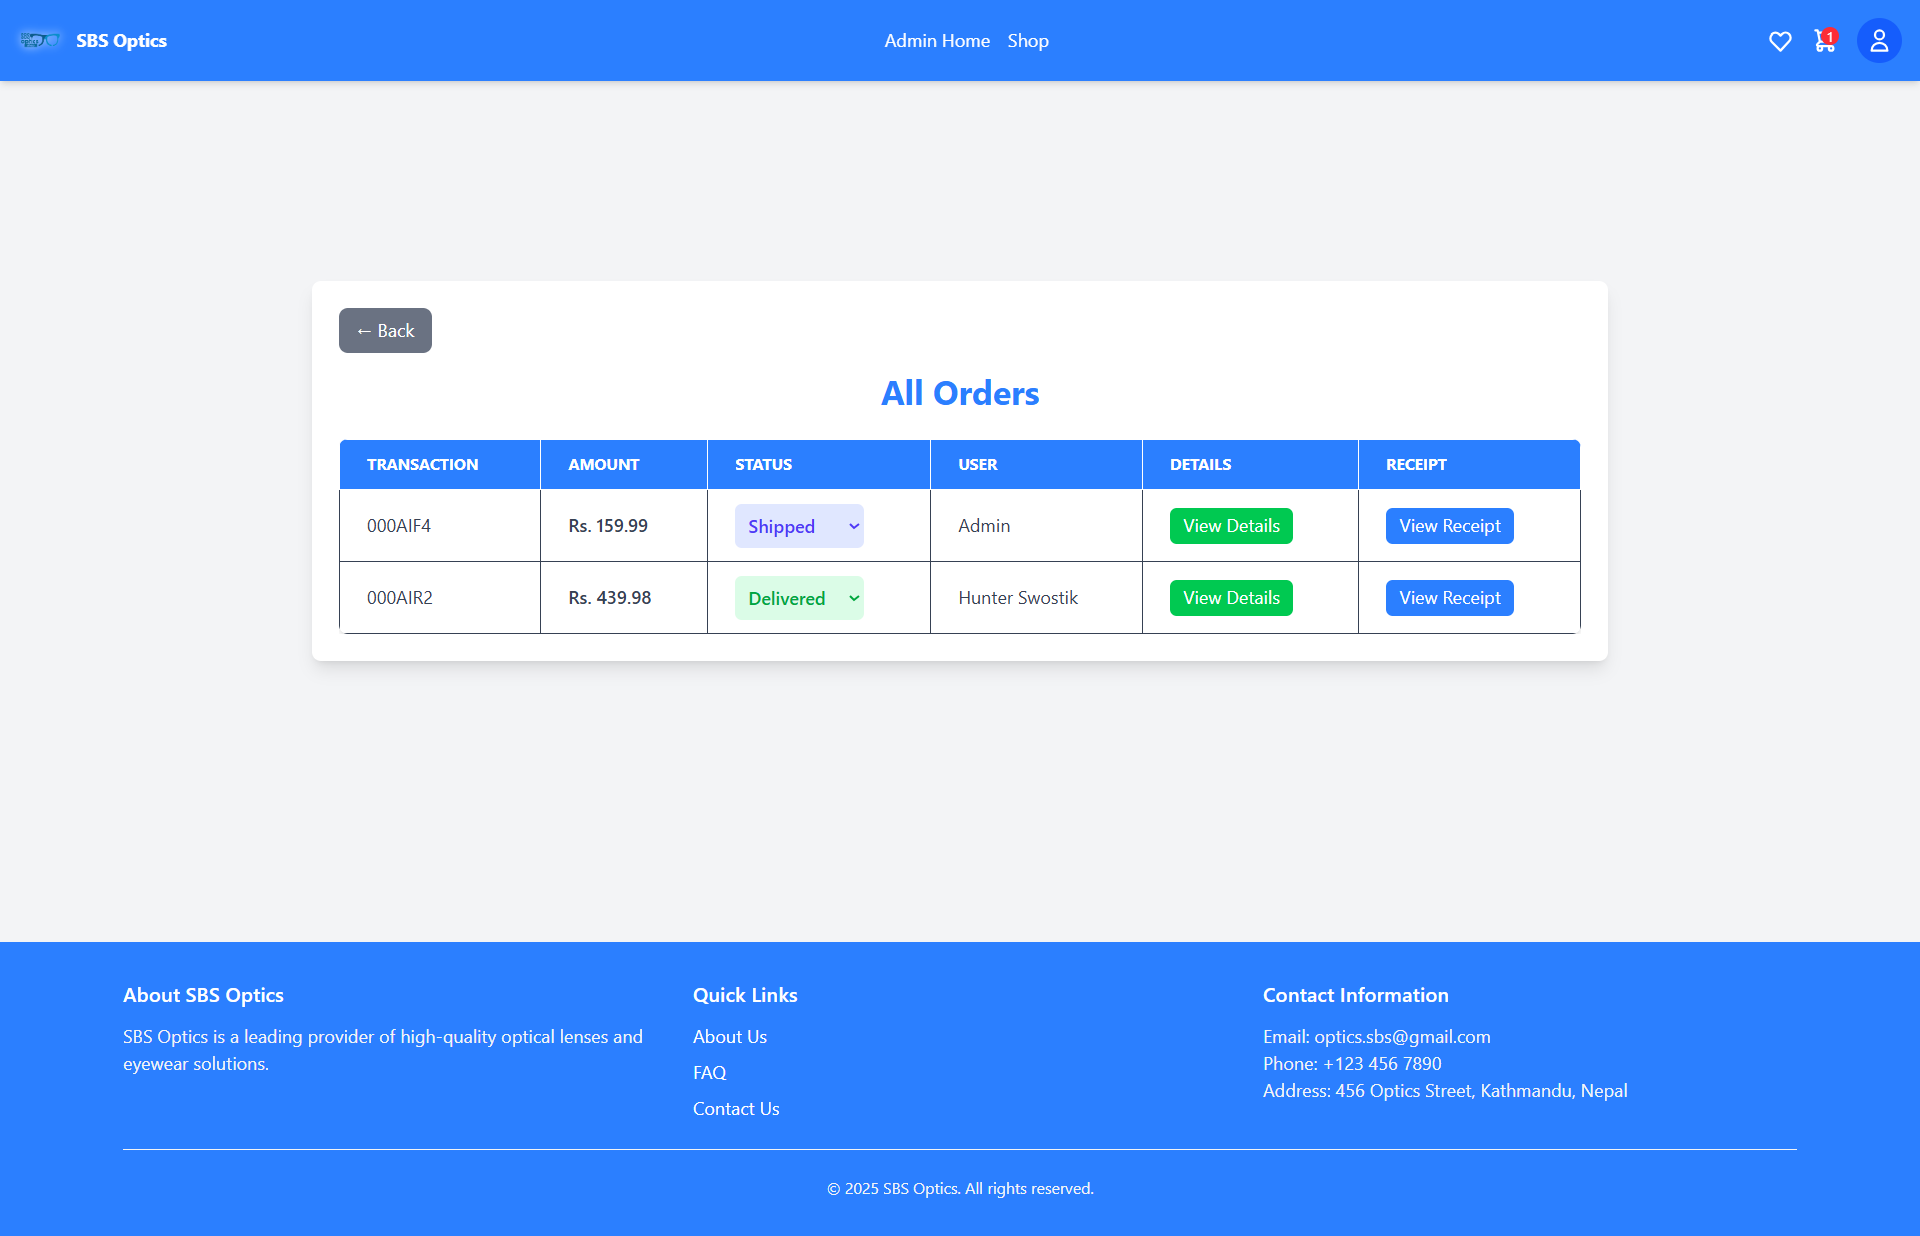 SBS Optics
Admin Home Shop
1
← Back
All Orders
TRANSACTION AMOUNT STATUS USER DETAILS RECEIPT
000AIF4 Rs. 159.99 Shipped Admin View Details View Receipt
000AIR2 Rs. 439.98 Delivered Hunter Swostik View Details View Receipt
About SBS Optics
SBS Optics is a leading provider of high-quality optical lenses and
eyewear solutions.
Quick Links
About Us
FAQ
Contact Us
Contact Information
Email: optics.sbs@gmail.com
Phone: +123 456 7890
Address: 456 Optics Street, Kathmandu, Nepal
© 2025 SBS Optics. All rights reserved.